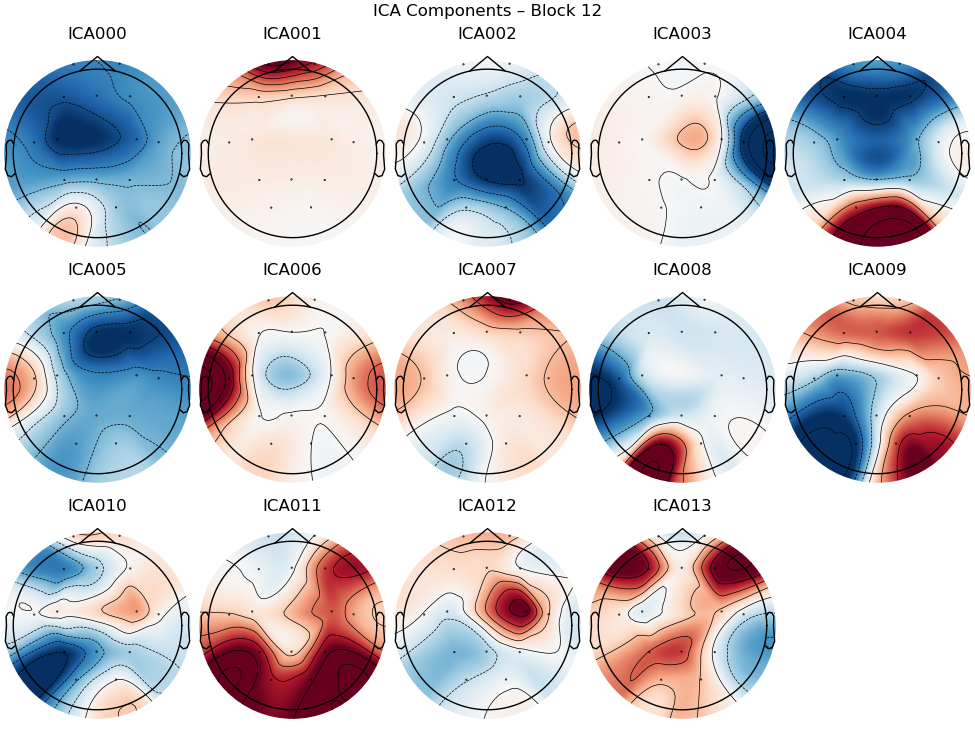 ICA Components – Block 12
ICA000 ICA001 ICA002 ICA003 ICA004
ICA005 ICA006 ICA007 ICA008 ICA009
ICA010 ICA011 ICA012 ICA013